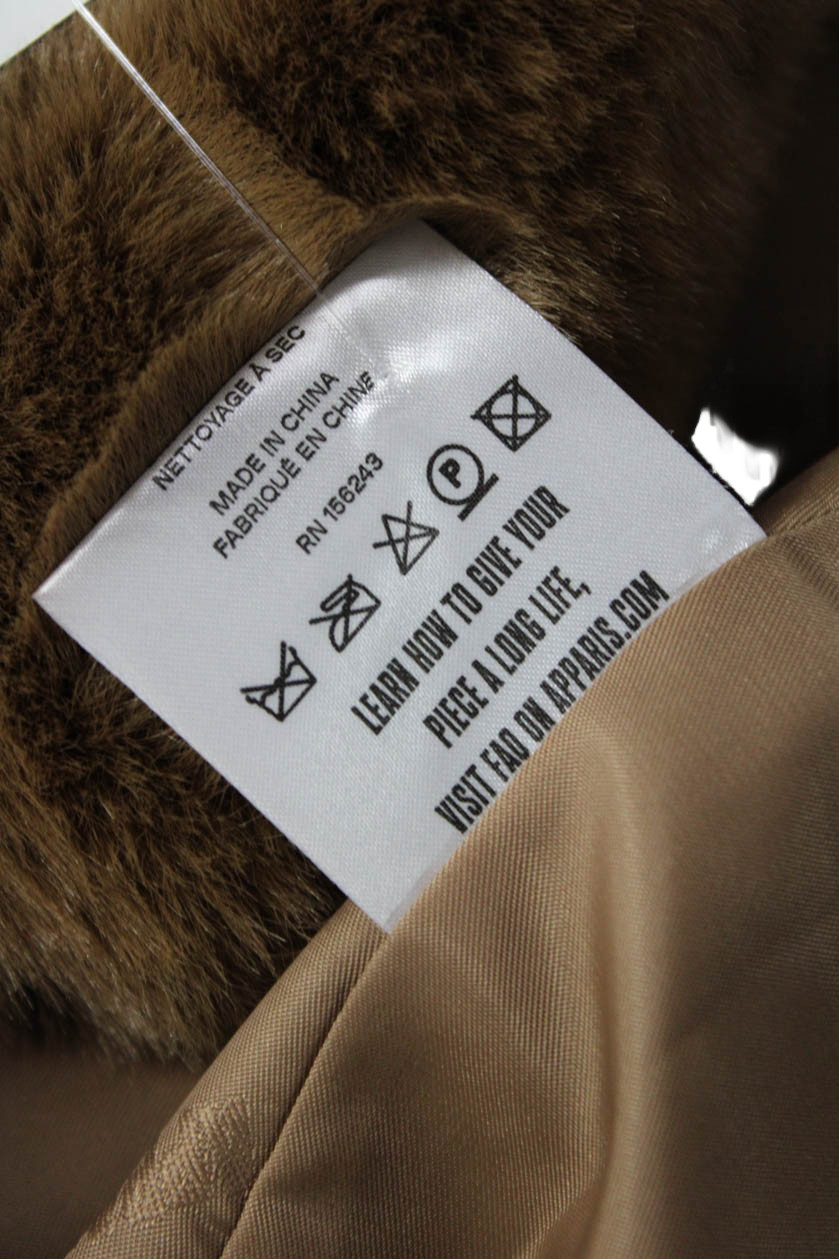 NETTOYAGE À SEC
MADE IN CHINA
FABRIQUÉ EN CHINE
RN 156243
P
LEARN HOW TO GIVE YOUR
PIECE A LONG LIFE,
VISIT FAQ ON APPARIS.COM